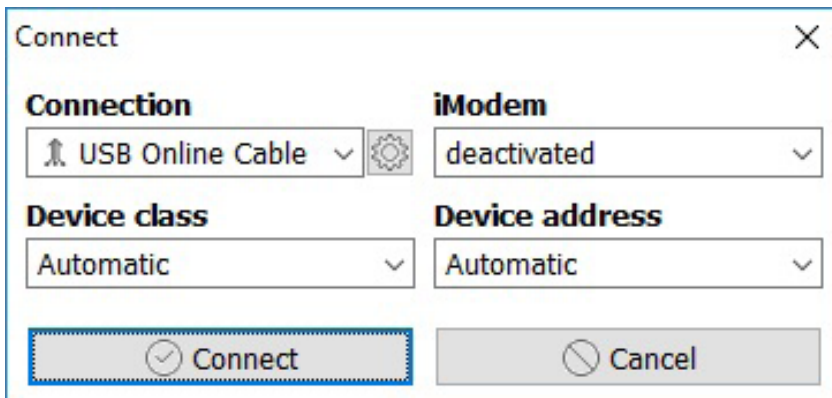 Connect
Connection
iModem
USB Online Cable
deactivated
Device class
Device address
Automatic
Automatic
Connect
Cancel